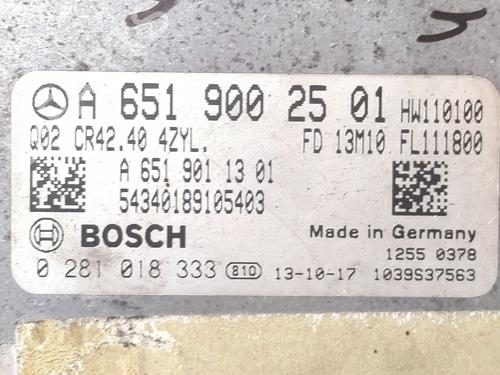 A 651 900 25 01 HW110100
Q02 CR42.40 4ZYL. FD 13M10 FL111800
A 651 901 13 01
54340189105403
BOSCH Made in Germany
1255 0378
0 281 018 333 810 13-10-17 1039S37563